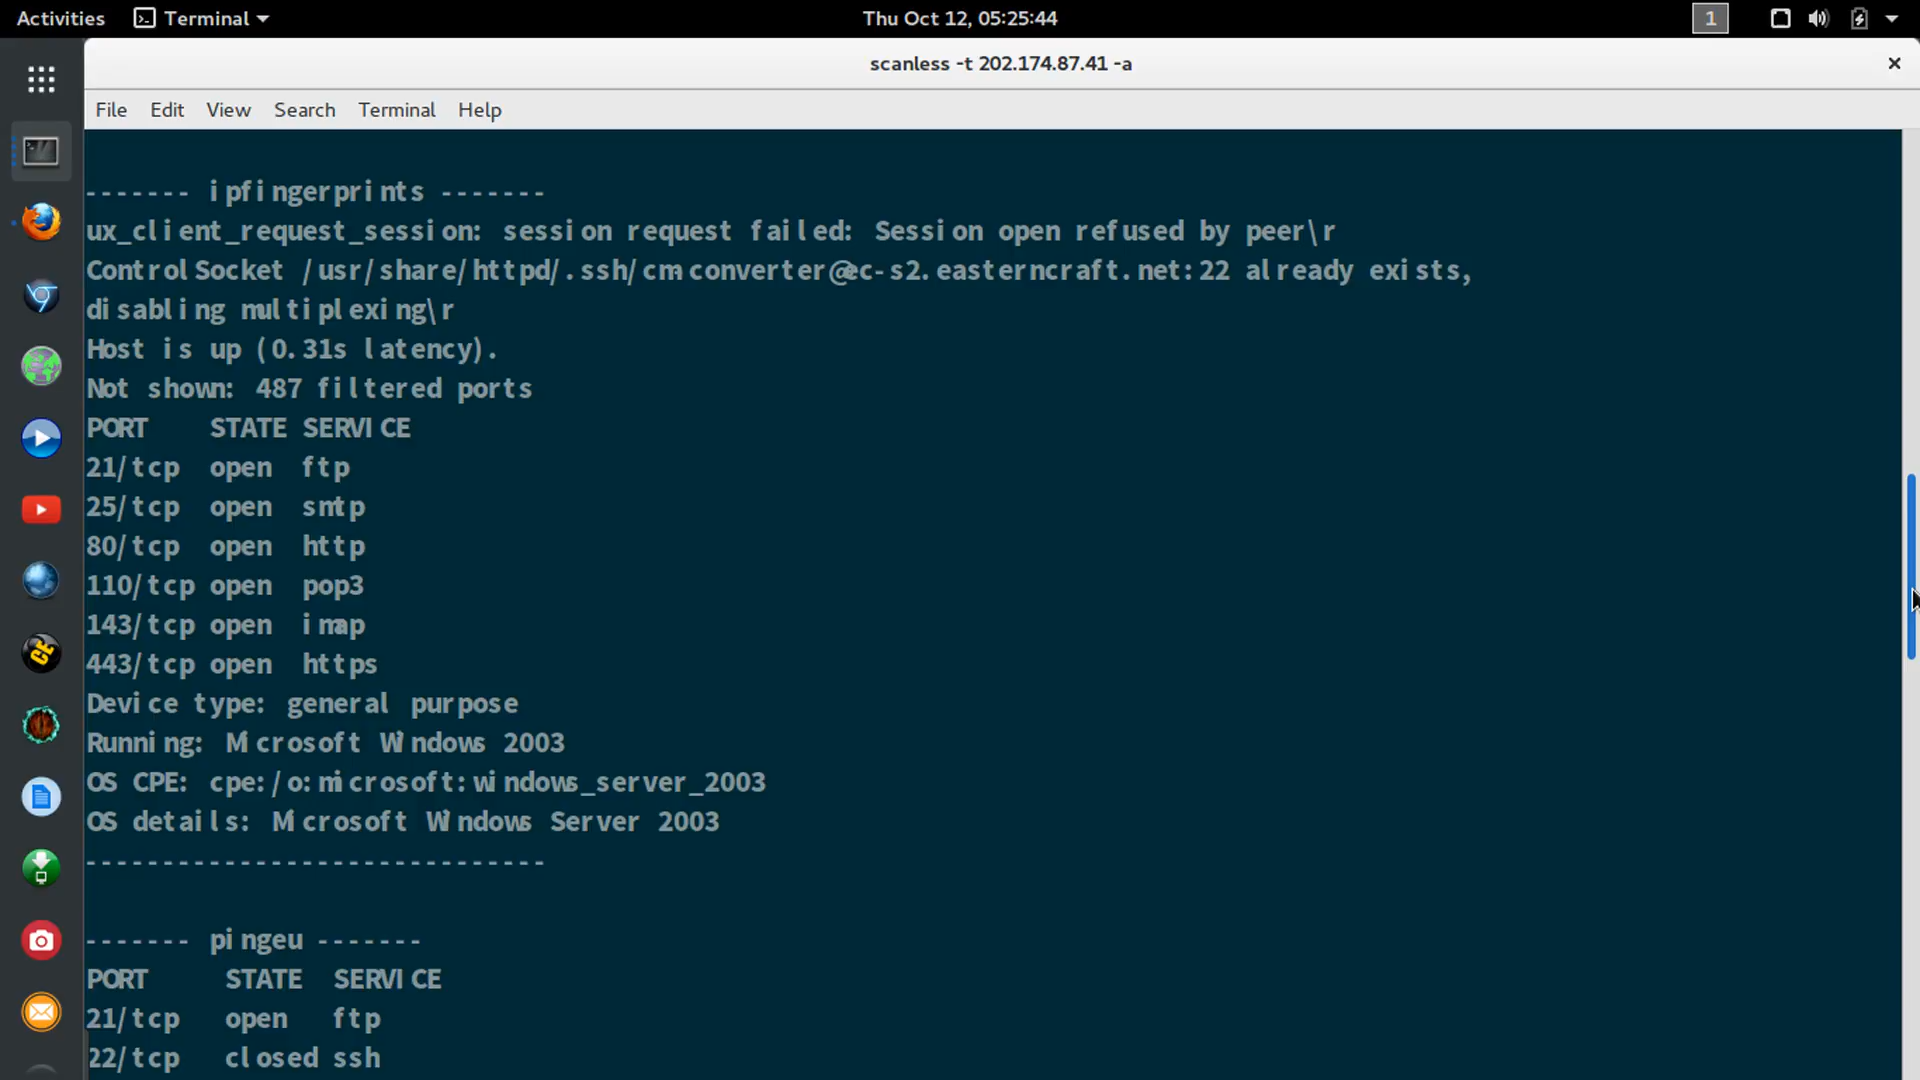 Activities Terminal Thu Oct 12, 05:25:44 1
scanless -t 202.174.87.41 -a
File Edit View Search Terminal Help
------- ipfingerprints -------
ux_client_request_session: session request failed: Session open refused by peer\r
ControlSocket /usr/share/httpd/.ssh/cm-converter@ec-s2.easterncraft.net:22 already exists,
disabling multiplexing\r
Host is up (0.31s latency).
Not shown: 487 filtered ports
PORT STATE SERVICE
21/tcp open ftp
25/tcp open smtp
80/tcp open http
110/tcp open pop3
143/tcp open imap
443/tcp open https
Device type: general purpose
Running: Microsoft Windows 2003
OS CPE: cpe:/o:microsoft:windows_server_2003
OS details: Microsoft Windows Server 2003
------------------------------
------- pingeu -------
PORT STATE SERVICE
21/tcp open ftp
22/tcp closed ssh